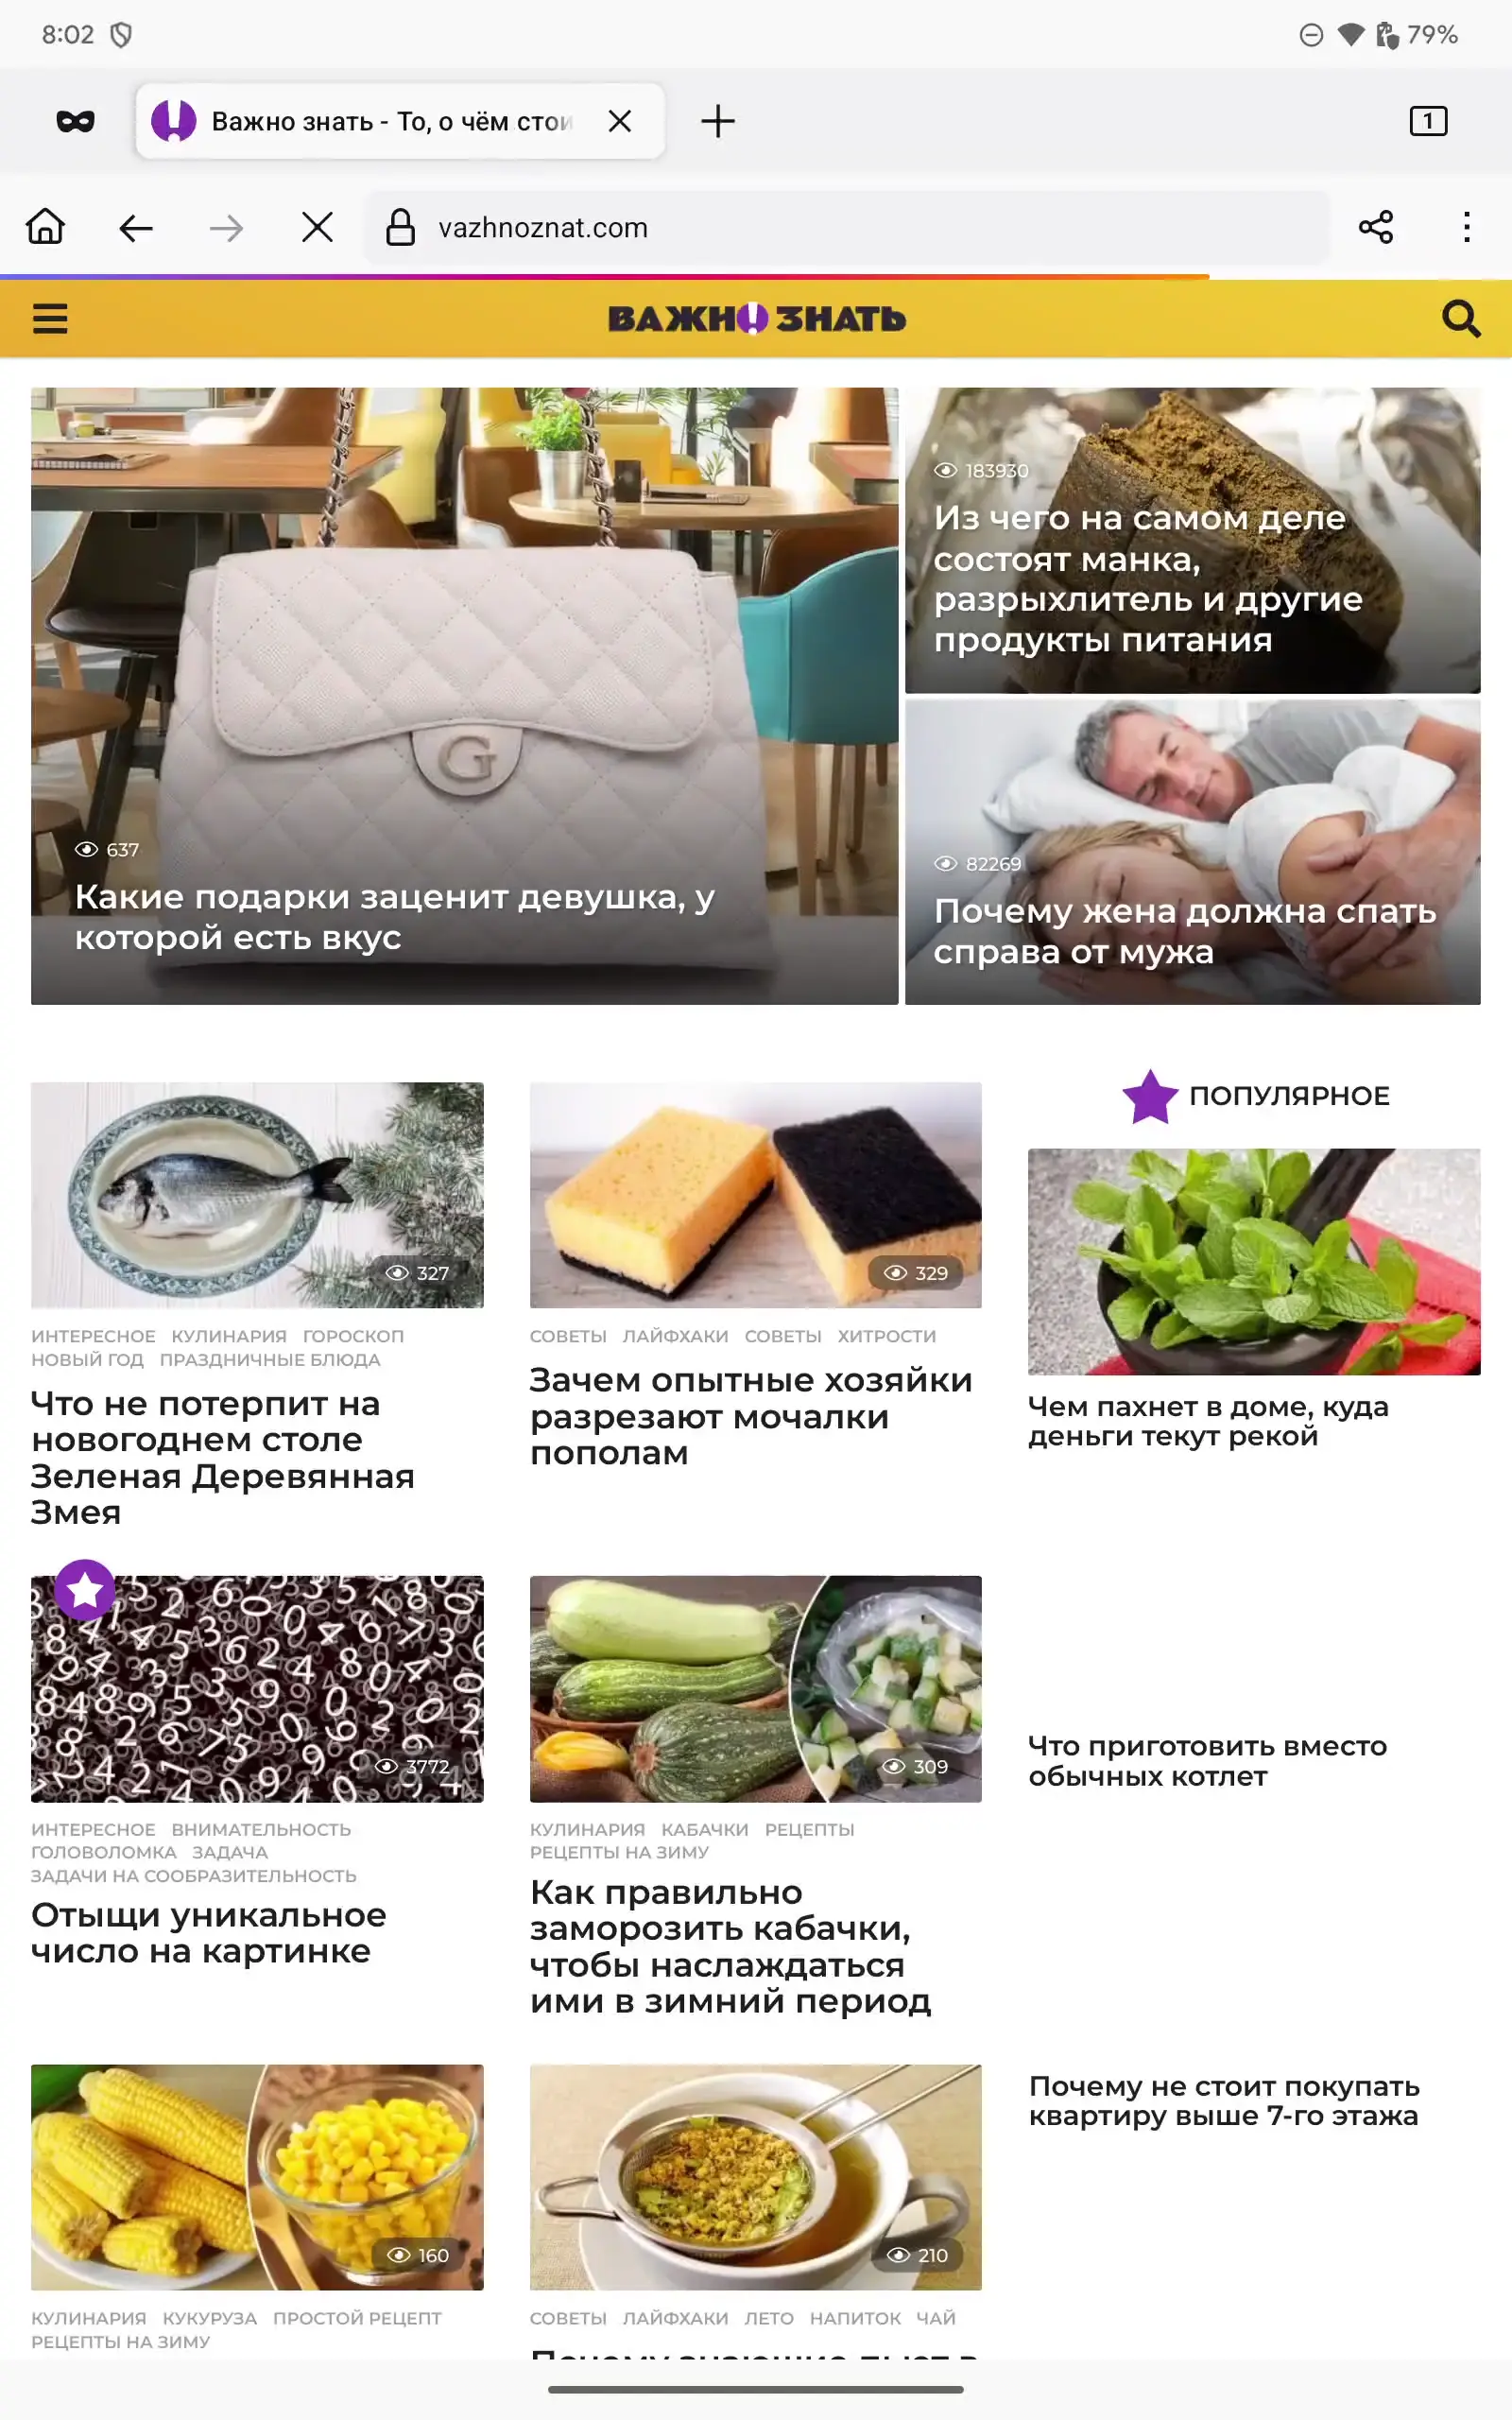 8:02
79%
Важно знать - То, о чём стои
1
vazhnoznat.com
ВАЖНО ЗНАТЬ
183930
Из чего на самом деле
состоят манка,
разрыхлитель и другие
продукты питания
G
637
Какие подарки заценит девушка, у
которой есть вкус
82269
Почему жена должна спать
справа от мужа
327
ИНТЕРЕСНОЕ КУЛИНАРИЯ ГОРОСКОП
НОВЫЙ ГОД ПРАЗДНИЧНЫЕ БЛЮДА
Что не потерпит на
новогоднем столе
Зеленая Деревянная
Змея
329
СОВЕТЫ ЛАЙФХАКИ СОВЕТЫ ХИТРОСТИ
Зачем опытные хозяйки
разрезают мочалки
пополам
ПОПУЛЯРНОЕ
Чем пахнет в доме, куда
деньги текут рекой
3772
ИНТЕРЕСНОЕ ВНИМАТЕЛЬНОСТЬ
ГОЛОВОЛОМКА ЗАДАЧА
ЗАДАЧИ НА СООБРАЗИТЕЛЬНОСТЬ
Отыщи уникальное
число на картинке
309
КУЛИНАРИЯ КАБАЧКИ РЕЦЕПТЫ
РЕЦЕПТЫ НА ЗИМУ
Как правильно
заморозить кабачки,
чтобы наслаждаться
ими в зимний период
Что приготовить вместо
обычных котлет
160
КУЛИНАРИЯ КУКУРУЗА ПРОСТОЙ РЕЦЕПТ
РЕЦЕПТЫ НА ЗИМУ
210
СОВЕТЫ ЛАЙФХАКИ ЛЕТО НАПИТОК ЧАЙ
Почему не стоит покупать
квартиру выше 7-го этажа